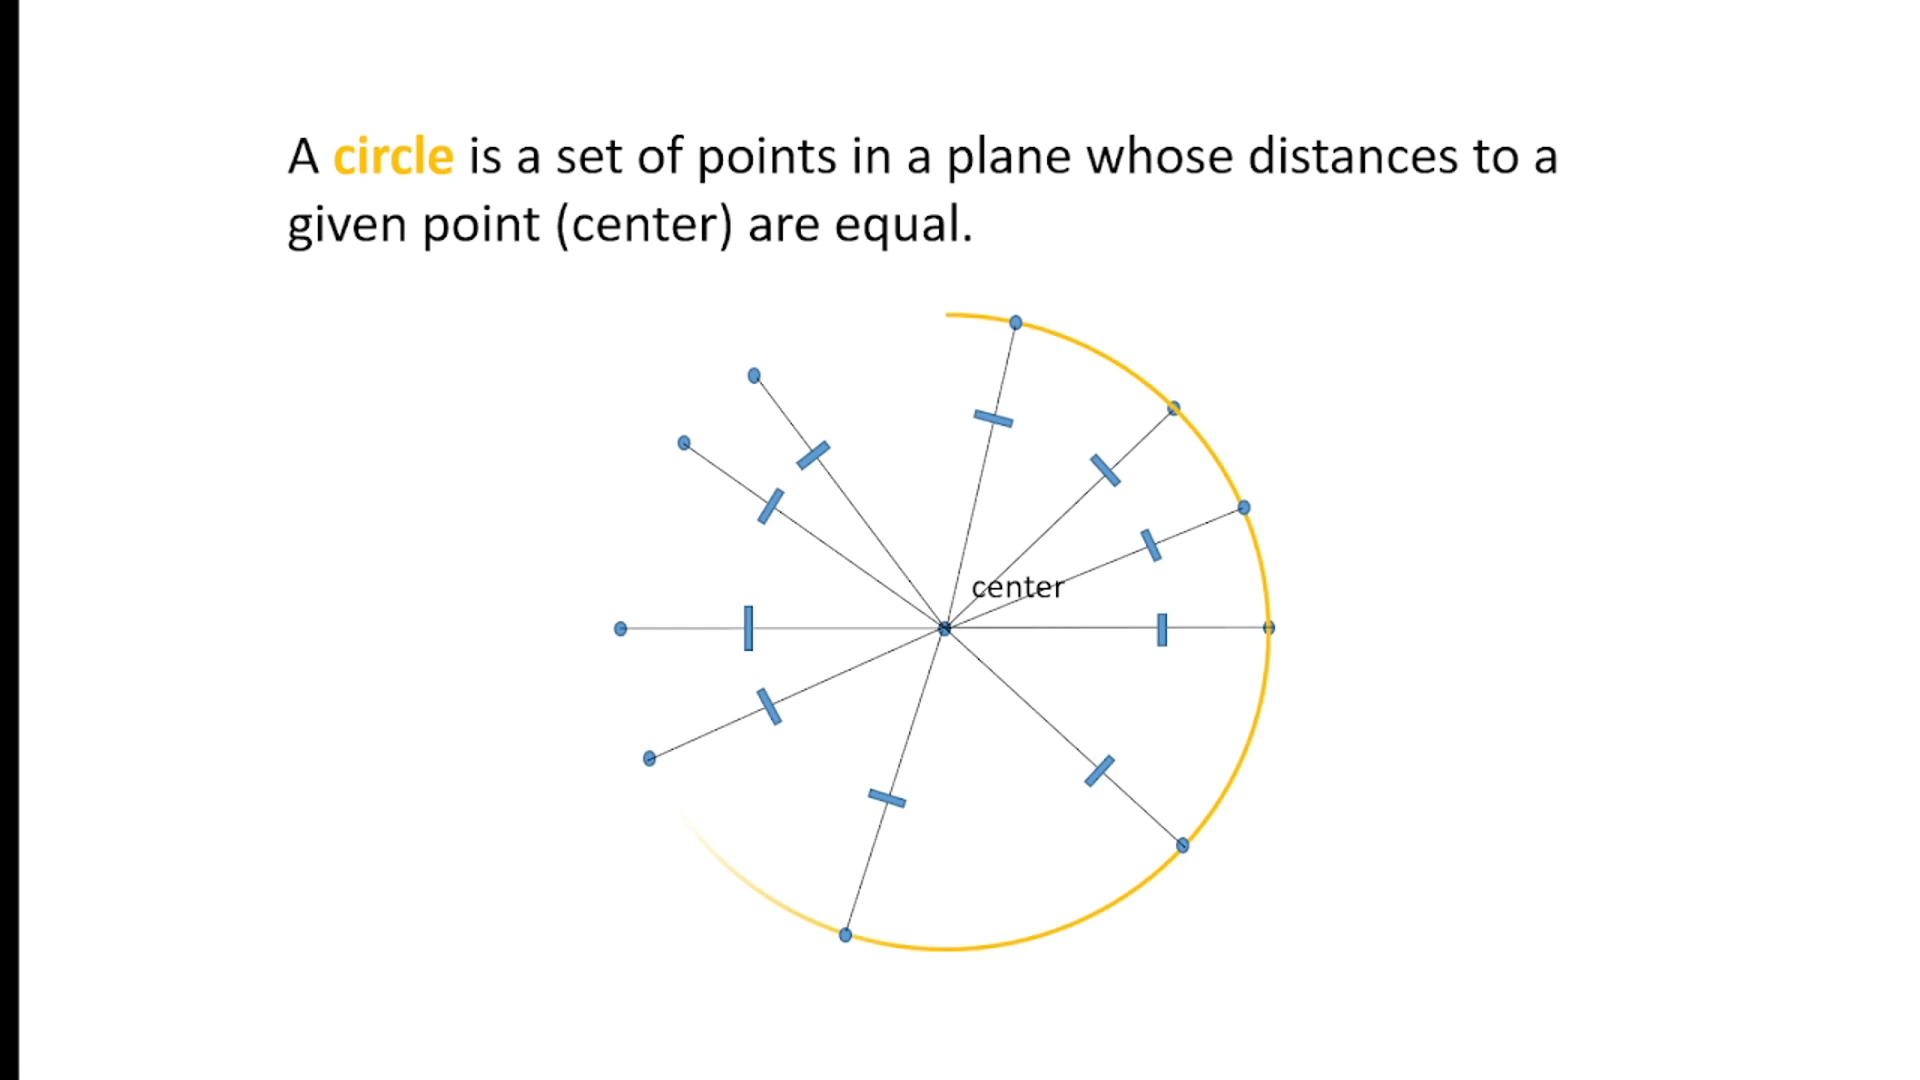 A circle is a set of points in a plane whose distances to a
given point (center) are equal.
center